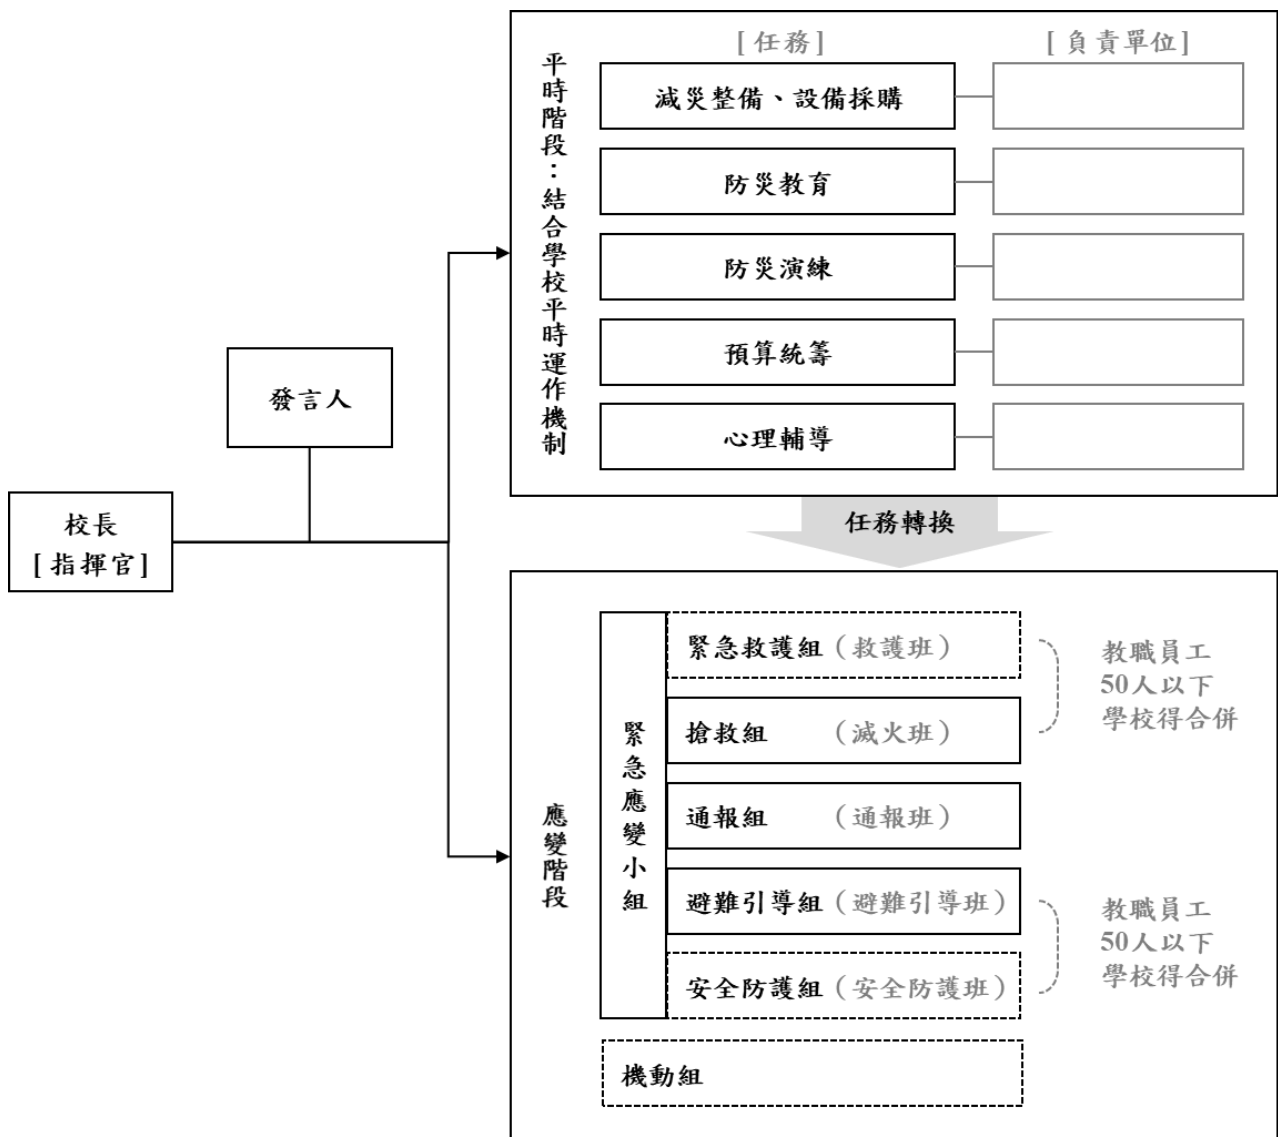 校長
[指揮官]
發言人
平時階段：結合學校平時運作機制
[任務]
[負責單位]
減災整備、設備採購
防災教育
防災演練
預算統籌
心理輔導
任務轉換
應變階段
緊急應變小組
緊急救護組（救護班）
搶救組（滅火班）
通報組（通報班）
避難引導組（避難引導班）
安全防護組（安全防護班）
機動組
教職員工
50人以下
學校得合併
教職員工
50人以下
學校得合併